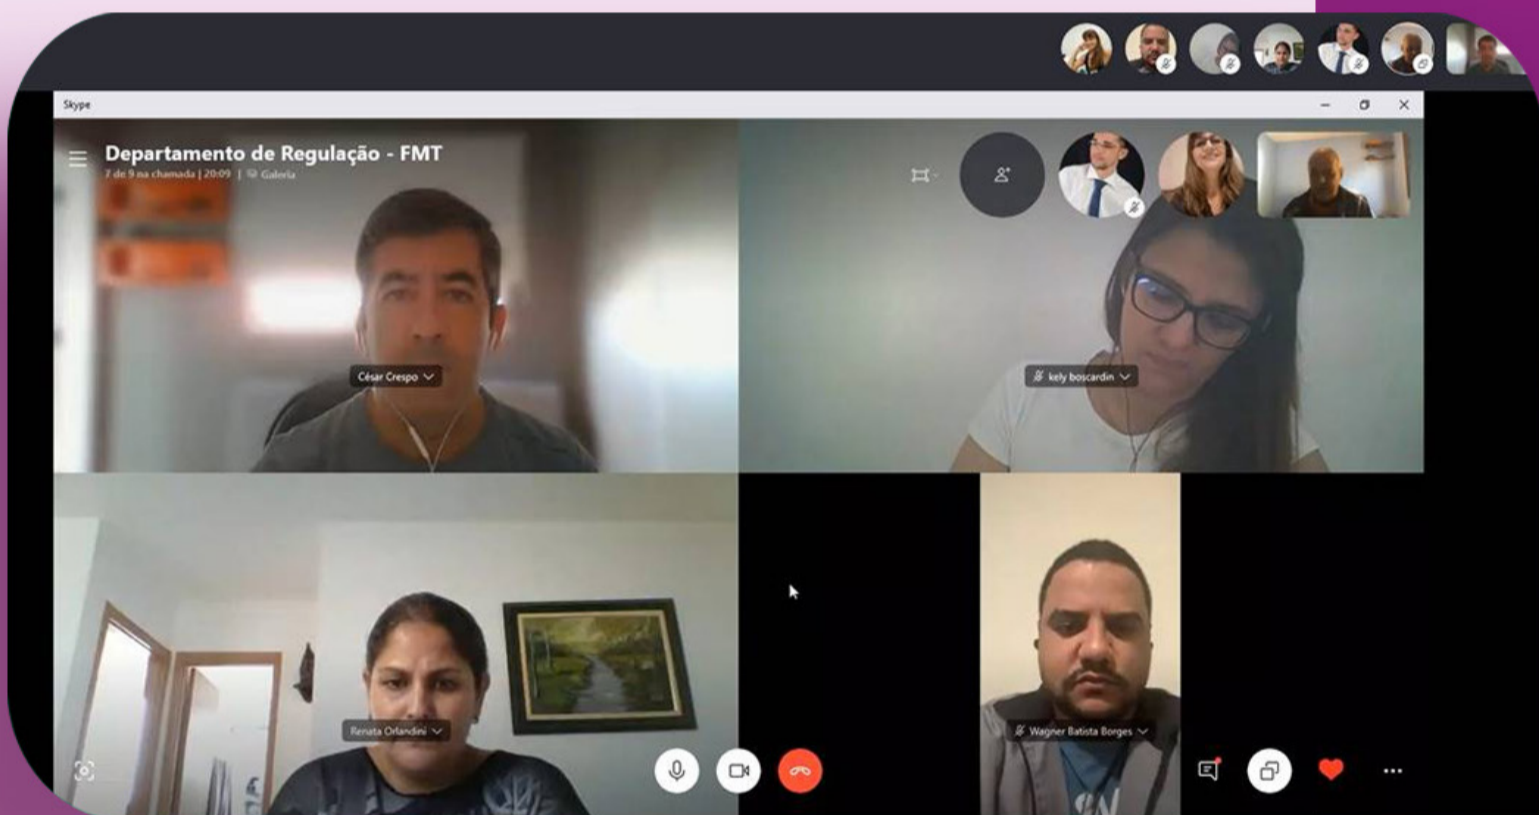 Skype
Departamento de Regulação - FMT
7 de 9 na chamada | 20:09 | Galeria
César Crespo
kely boscardin
Renata Orlandini
Wagner Batista Borges